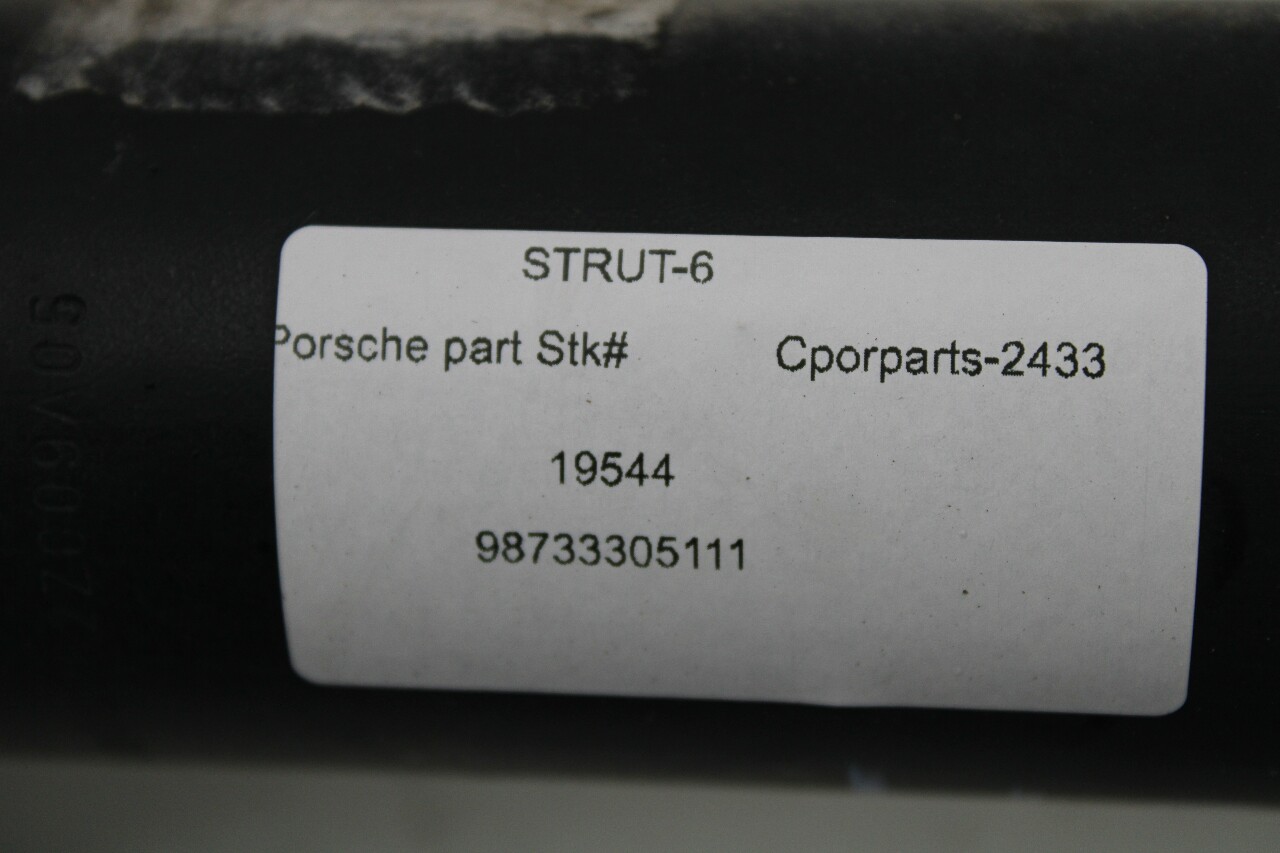 STRUT-6
Porsche part Stk# Cporparts-2433
19544
98733305111